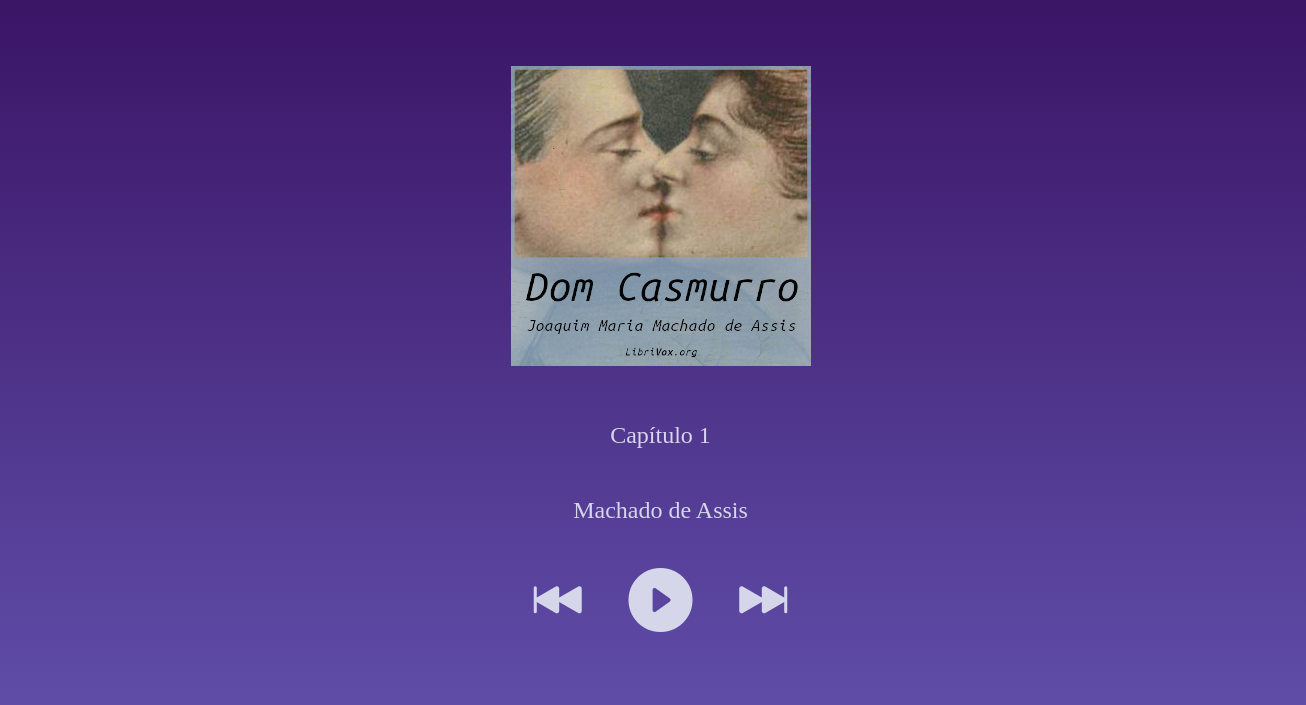 Dom Casmurro
Joaquim Maria Machado de Assis
LibriVox.org
Capítulo 1
Machado de Assis